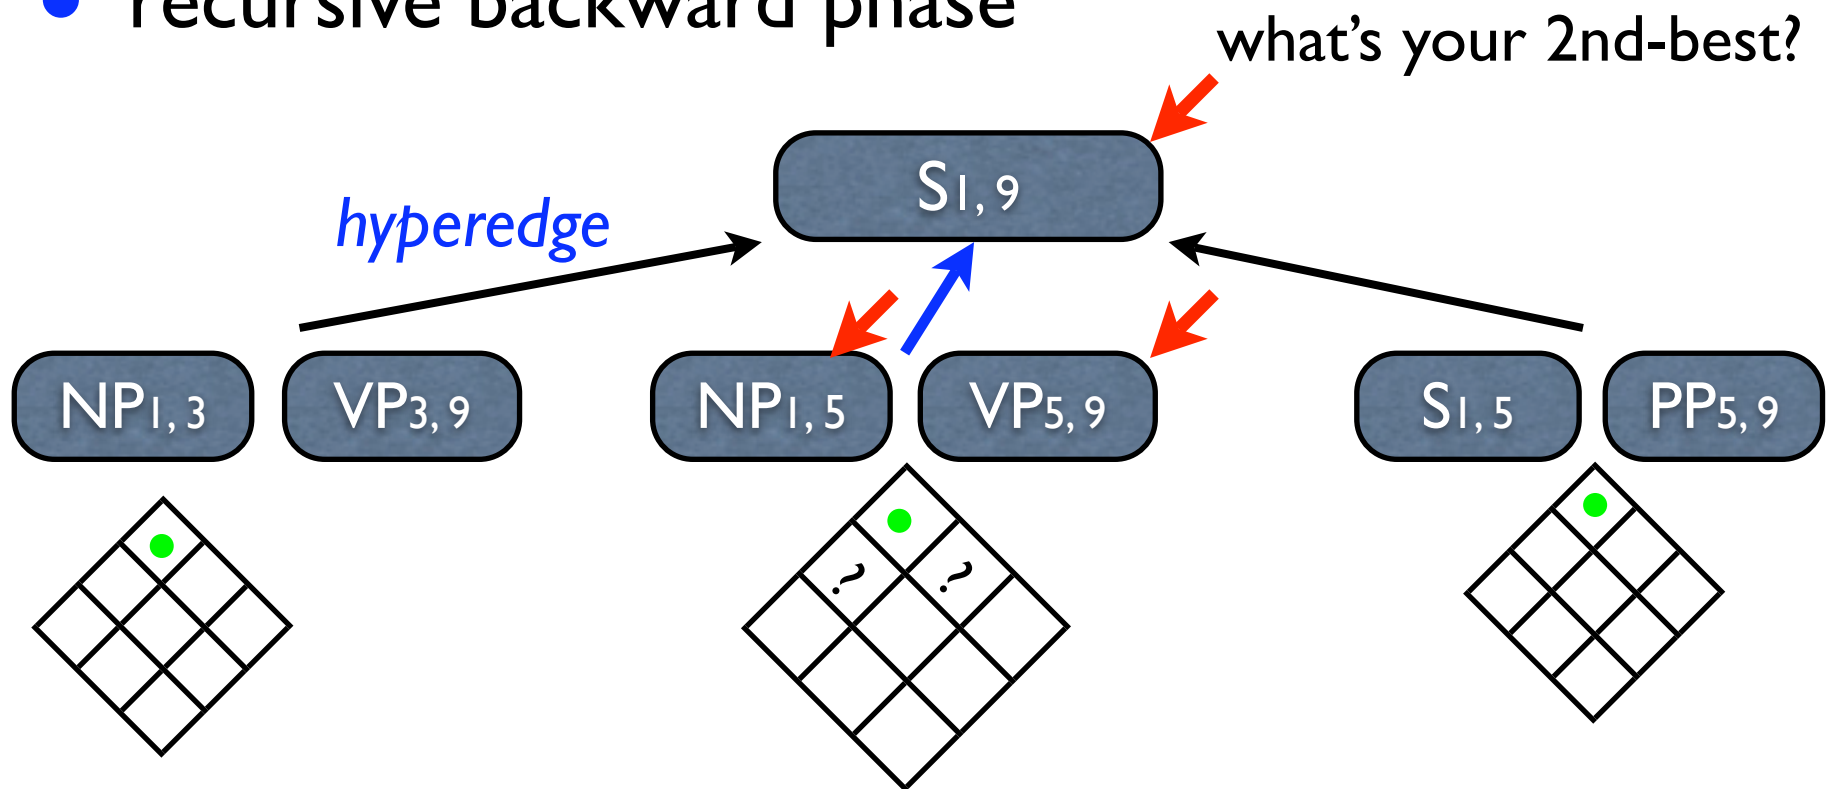 • recursive backward phase
what's your 2nd-best?
S1, 9
hyperedge
NP1, 3 VP3, 9 NP1, 5 VP5, 9 S1, 5 PP5, 9
? ?